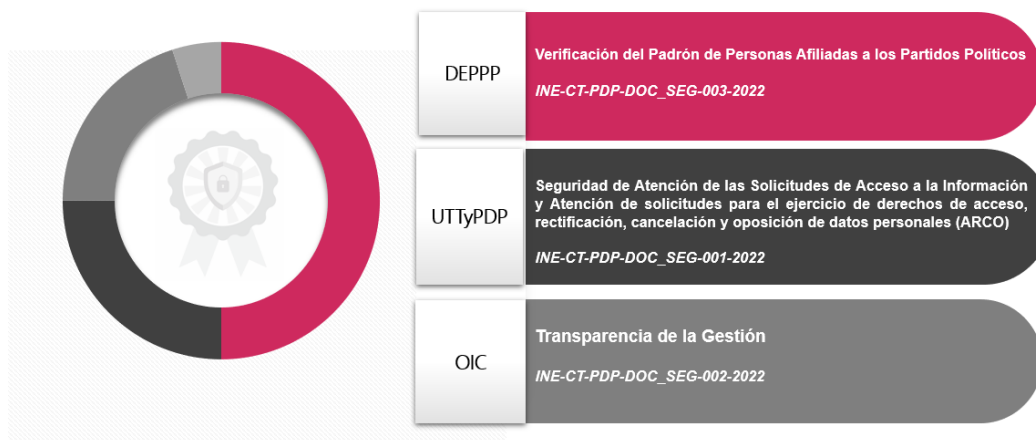 DEPPP
Verificación del Padrón de Personas Afiliadas a los Partidos Políticos
INE-CT-PDP-DOC_SEG-003-2022
UTTyPDP
Seguridad de Atención de las Solicitudes de Acceso a la Información
y Atención de solicitudes para el ejercicio de derechos de acceso,
rectificación, cancelación y oposición de datos personales (ARCO)
INE-CT-PDP-DOC_SEG-001-2022
OIC
Transparencia de la Gestión
INE-CT-PDP-DOC_SEG-002-2022